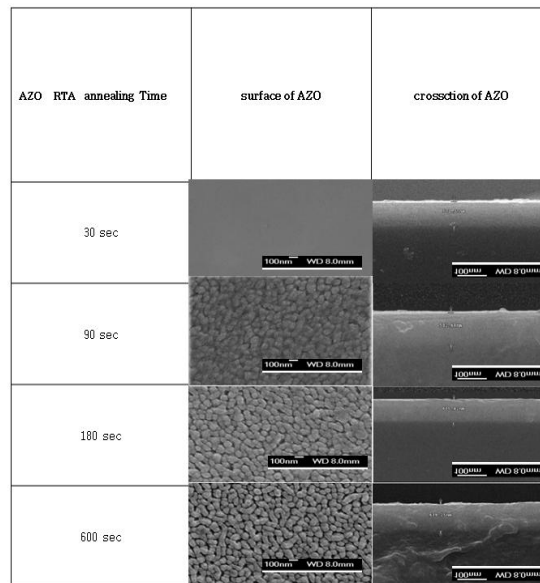 AZO RTA annealing Time
surface of AZO
crossction of AZO
30 sec
100nm WD 8.0mm
100nm WD 8.0mm
90 sec
100nm WD 8.0mm
100nm WD 8.0mm
180 sec
100nm WD 8.0mm
100nm WD 8.0mm
600 sec
100nm WD 8.0mm
100nm WD 8.0mm